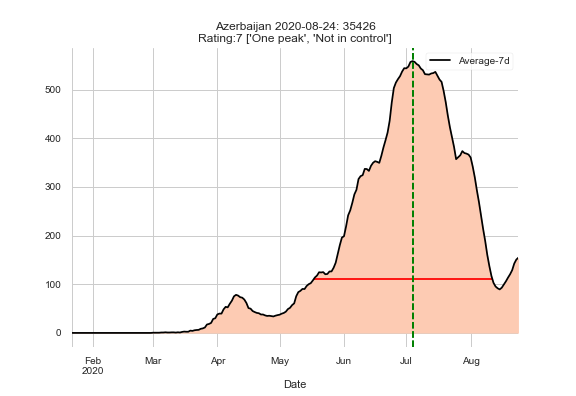 Azerbaijan 2020-08-24: 35426
Rating:7 ['One peak', 'Not in control']
Average-7d
500
400
300
200
100
0
Feb
2020
Mar
Apr
May
Jun
Jul
Aug
Date